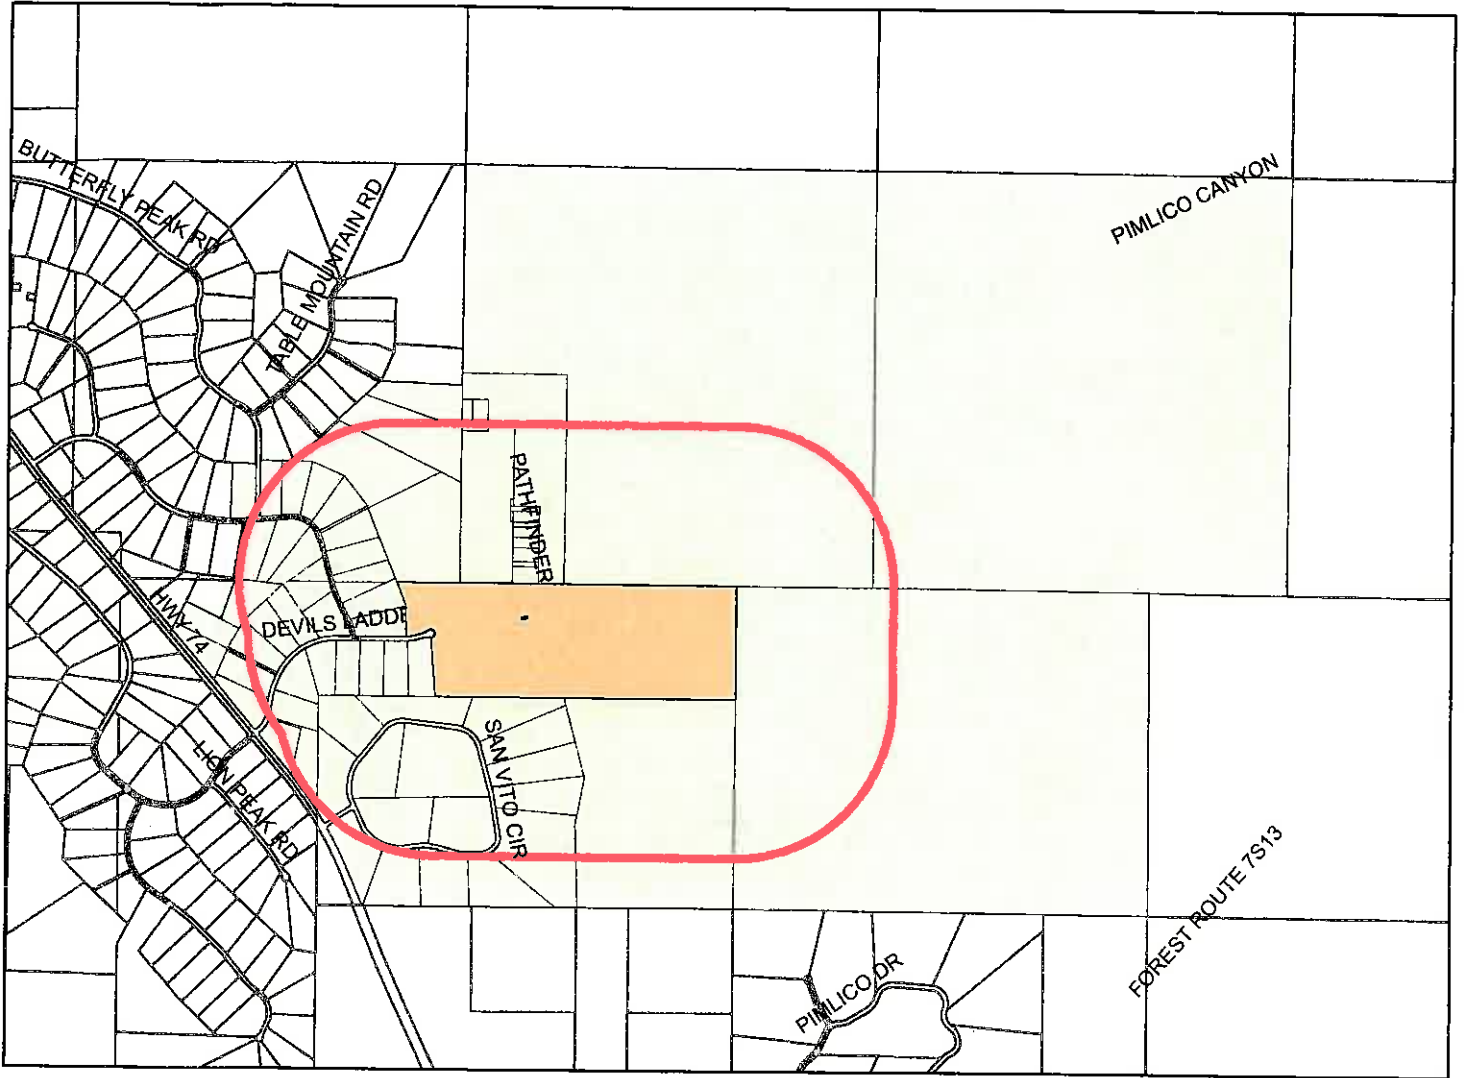 BUTTERFLY PEAK RD
TABLE MOUNTAIN RD
PIMLICO CANYON
PATHFINDER
HWY 74
DEVILS LADDE
SAN VITO CIR
LION PEAK RD
PIMLICO DR
FOREST ROUTE 7S13